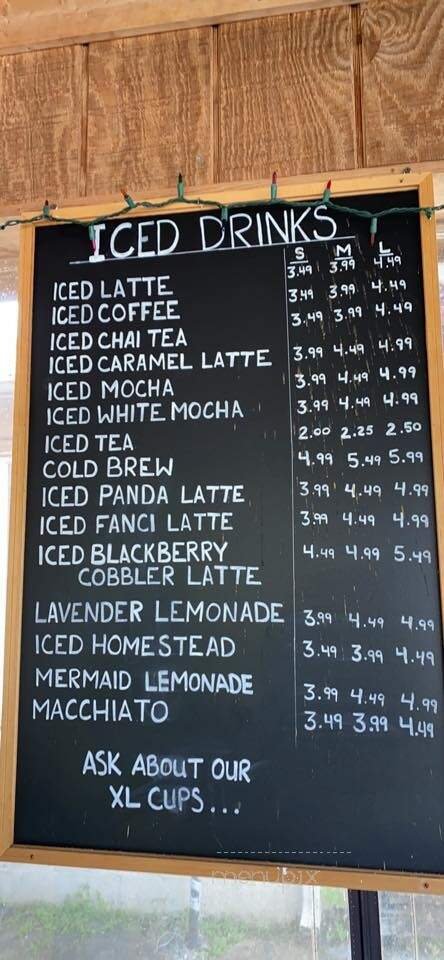 ICED DRINKS
S M L
ICED LATTE 3.49 3.99 4.49
ICED COFFEE 3.49 3.99 4.49
ICED CHAI TEA 3.49 3.99 4.49
ICED CARAMEL LATTE 3.99 4.49 4.99
ICED MOCHA 3.99 4.49 4.99
ICED WHITE MOCHA 3.99 4.49 4.99
ICED TEA 2.00 2.25 2.50
COLD BREW 4.99 5.49 5.99
ICED PANDA LATTE 3.99 4.49 4.99
ICED FANCI LATTE 3.99 4.49 4.99
ICED BLACKBERRY 4.49 4.99 5.49
COBBLER LATTE
LAVENDER LEMONADE 3.99 4.49 4.99
ICED HOMESTEAD 3.49 3.99 4.49
MERMAID LEMONADE 3.99 4.49 4.99
MACCHIATO 3.49 3.99 4.49
ASK ABOUT OUR
XL CUPS...
menupix